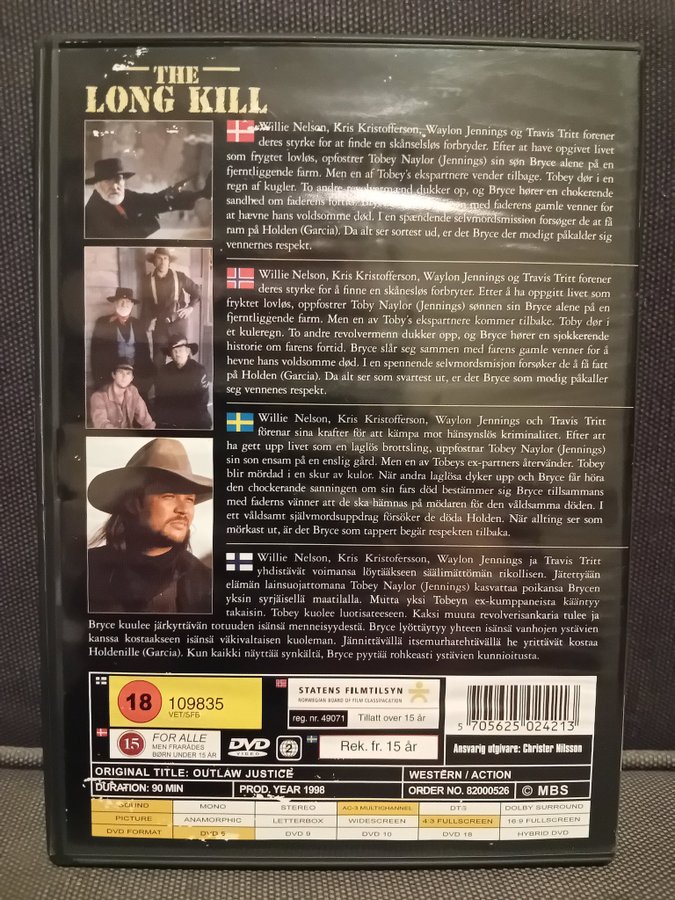 THE
LONG KILL
Willie Nelson, Kris Kristofferson, Waylon Jennings og Travis Tritt forener
deres styrke for at finde en skånselsløs forbryder. Efter at have opgivet livet
som frygtet lovløs, opfostrer Tobey Naylor (Jennings) sin søn Bryce alene på en
fjerntliggende farm. Men en af Tobey's ekspartnere vender tilbage. Tobey dør i en
regn af kugler. To andre revolvermænd dukker op, og Bryce hører en chokerende
sandhed om faderens fortid. Bryce med faderens gamle venner for
at hævne hans voldsomme død. I en spændende selvmordsmission forsøger de at få
ram på Holden (Garcia). Da alt ser sortest ud, er det Bryce der modigt påkalder sig
vennernes respekt.
Willie Nelson, Kris Kristofferson, Waylon Jennings og Travis Tritt forener
deres styrke for å finne en skånesløs forbryter. Etter å ha oppgitt livet som
fryktet lovløs, oppfostrer Toby Naylor (Jennings) sønnen sin Bryce alene på en
fjerntliggende farm. Men en av Toby's ekspartnere kommer tilbake. Toby dør i
et kuleregn. To andre revolvermenn dukker opp, og Bryce hører en sjokkerende
historie om farens fortid. Bryce slår seg sammen med farens gamle venner for å
hevne hans voldsomme død. I en spennende selvmordsmisjon forsøker de å få fatt
på Holden (Garcia). Da alt ser som svartest ut, er det Bryce som modig påkaller
seg vennenes respekt.
Willie Nelson, Kris Kristofferson, Waylon Jennings och Travis Tritt
förenar sina krafter för att kämpa mot hänsynslös kriminalitet. Efter att
ha gett upp livet som en laglös brottsling, uppfostrar Tobey Naylor (Jennings)
sin son ensam på en enslig gård. Men en av Tobeys ex-partners återvänder. Tobey
blir mördad i en skur av kulor. När andra laglösa dyker upp och Bryce får höra
den chockerande sanningen om sin fars död bestämmer sig Bryce tillsammans
med faderns vänner att de ska hämnas på mödaren för den våldsamma döden. I
ett våldsamt självmordsuppdrag försöker de döda Holden. När allting ser som
mörkast ut, är det Bryce som tappert begär respekten tilbaka.
Willie Nelson, Kris Kristofersson, Waylon Jennings ja Travis Tritt
yhdistävät voimansa löytääkseen säälimättömän rikollisen. Jätettyään
elämän lainsuojattomana Tobey Naylor (Jennings) kasvattaa poikansa Brycen
yksin syrjäisellä maatilalla. Mutta yksi Tobeyn ex-kumppaneista kääntyy
takaisin. Tobey kuolee luotisateeseen. Kaksi muuta revolverisankaria tulee ja
Bryce kuulee järkyttävän totuuden isänsä menneisyydestä. Bryce lyöttäytyy yhteen isänsä vanhojen ystävien
kanssa kostaakseen isänsä väkivaltaisen kuoleman. Jännittävällä itsemurhatehtävällä he yrittävät kostaa
Holdenille (Garcia). Kun kaikki näyttää synkältä, Bryce pyytää rohkeasti ystävien kunnioitusta.
18 109835
VET/SFB
STATENS FILMTILSYN
NORWEGIAN BOARD OF FILM CLASSIFICATION
reg. nr. 49071 Tillatt over 15 år
15 FOR ALLE
MEN FRARÅDES
BØRN UNDER 15 ÅR
DVD
VIDEO
2
Rek. fr. 15 år
5 705625 024213
Ansvarig utgivare: Christer Nilsson
ORIGINAL TITLE: OUTLAW JUSTICE WESTERN / ACTION
DURATION: 90 MIN PROD. YEAR 1998 ORDER NO. 82000526 © MBS
SOUND MONO STEREO AC-3 MULTICHANNEL DTS DOLBY SURROUND
PICTURE ANAMORPHIC LETTERBOX WIDESCREEN 4:3 FULLSCREEN 16:9 FULLSCREEN
DVD FORMAT DVD 5 DVD 9 DVD 10 DVD 18 HYBRID DVD